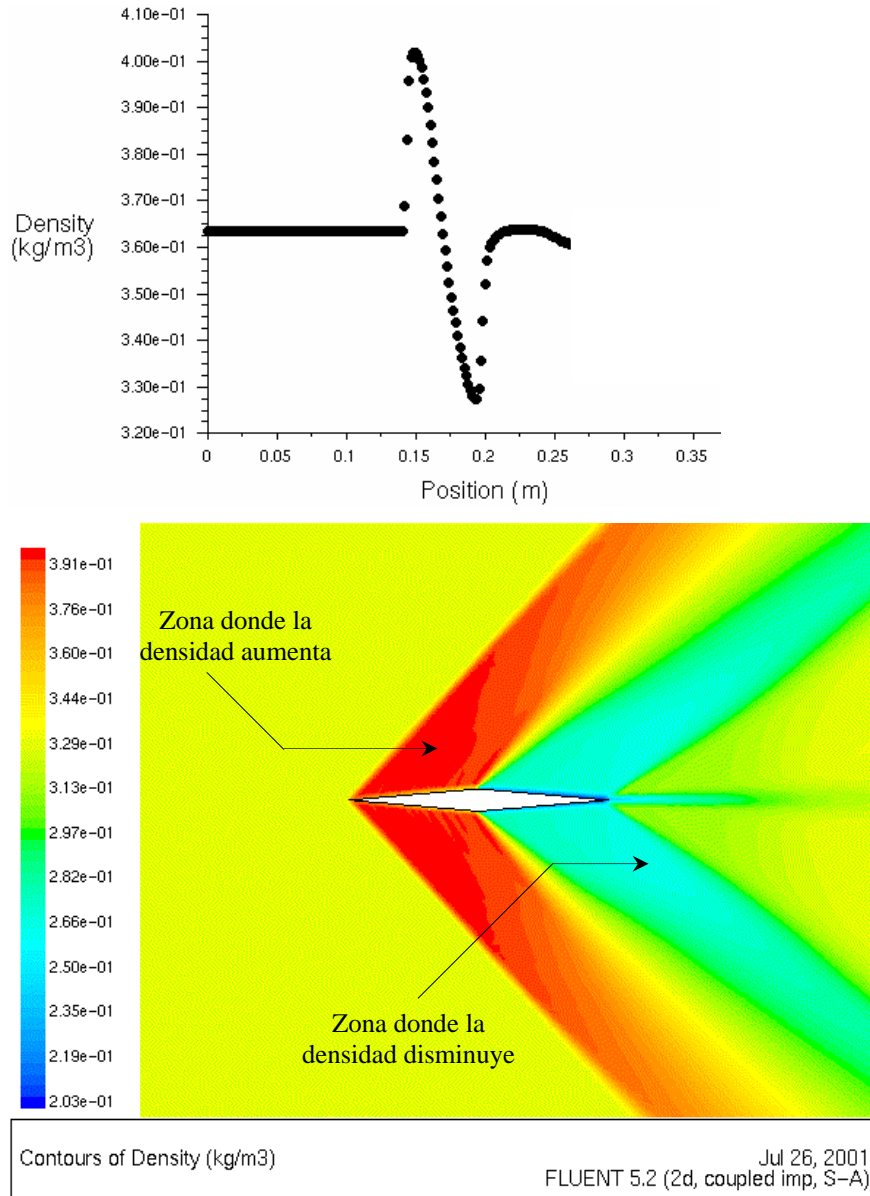 4.10e-01
4.00e-01
3.90e-01
3.80e-01
3.70e-01
3.60e-01
3.50e-01
3.40e-01
3.30e-01
3.20e-01
Density
(kg/m3)
0 0.05 0.1 0.15 0.2 0.25 0.3 0.35
Position (m)
3.91e-01
3.76e-01
3.60e-01
3.44e-01
3.29e-01
3.13e-01
2.97e-01
2.82e-01
2.66e-01
2.50e-01
2.35e-01
2.19e-01
2.03e-01
Zona donde la
densidad aumenta
Zona donde la
densidad disminuye
Contours of Density (kg/m3)
Jul 26, 2001
FLUENT 5.2 (2d, coupled imp, S-A)